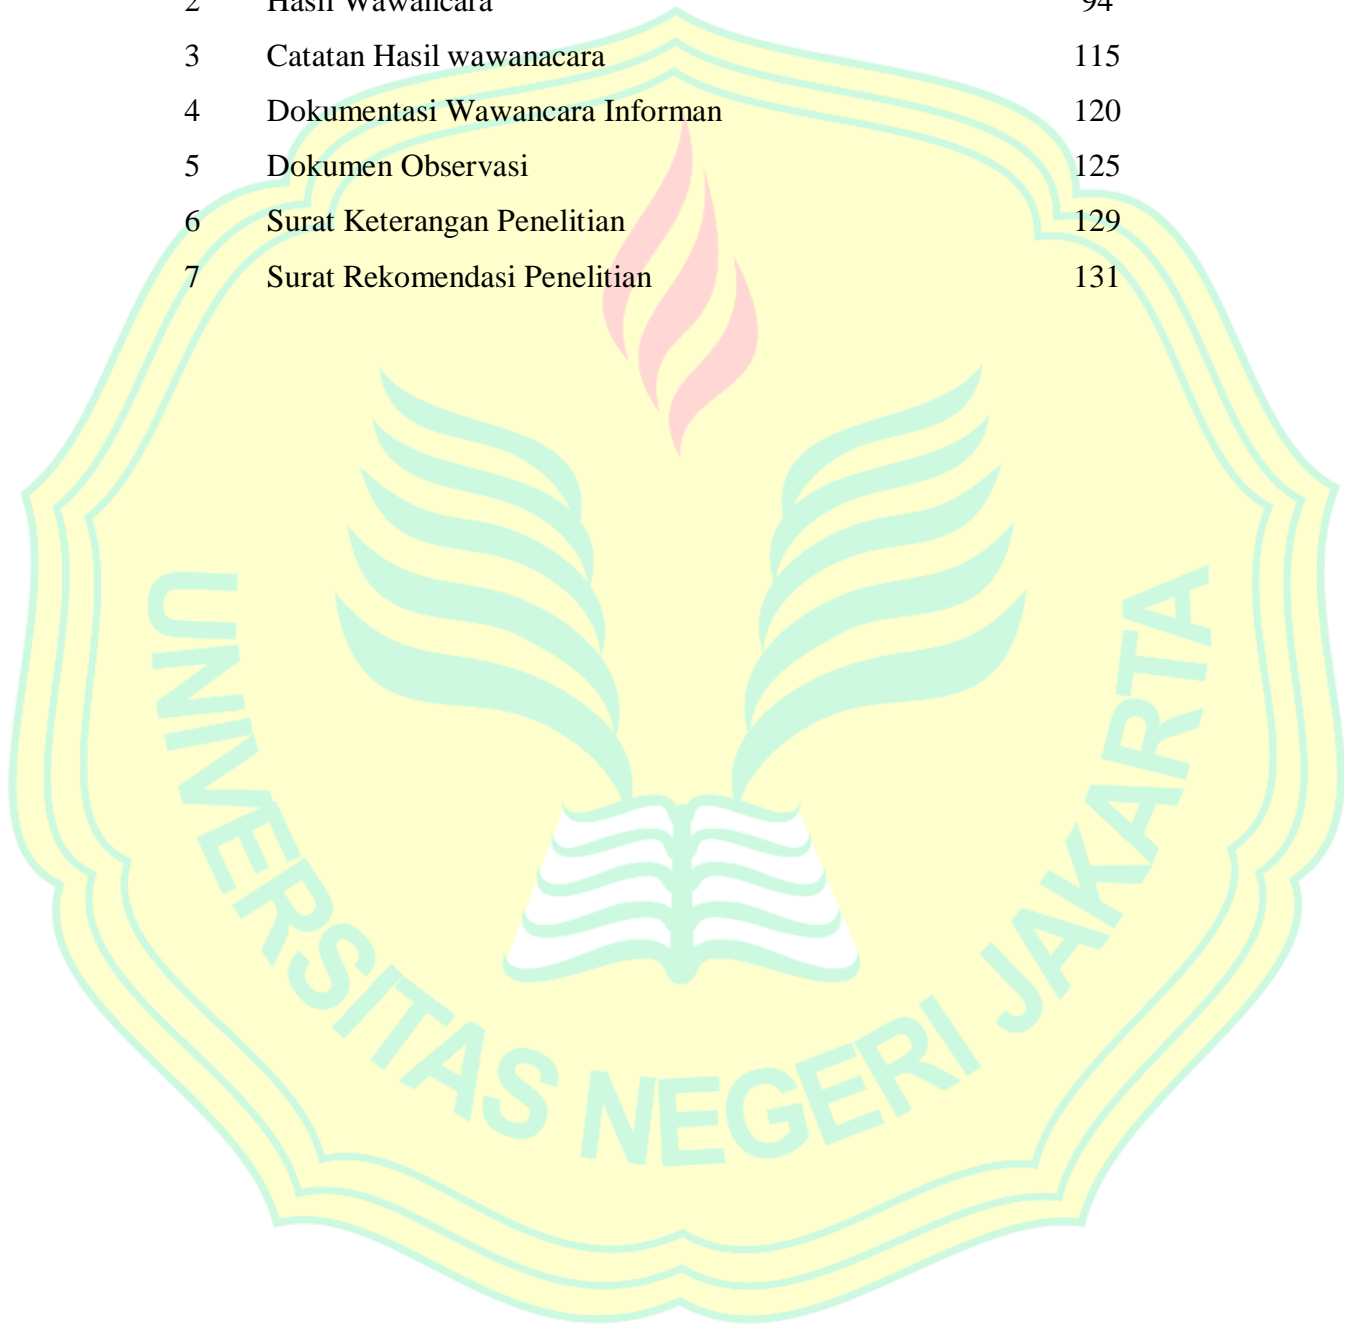 2 Hasil Wawancara 94
3 Catatan Hasil wawanacara 115
4 Dokumentasi Wawancara Informan 120
5 Dokumen Observasi 125
6 Surat Keterangan Penelitian 129
7 Surat Rekomendasi Penelitian 131
UNIVERSITAS NEGERI JAKARTA